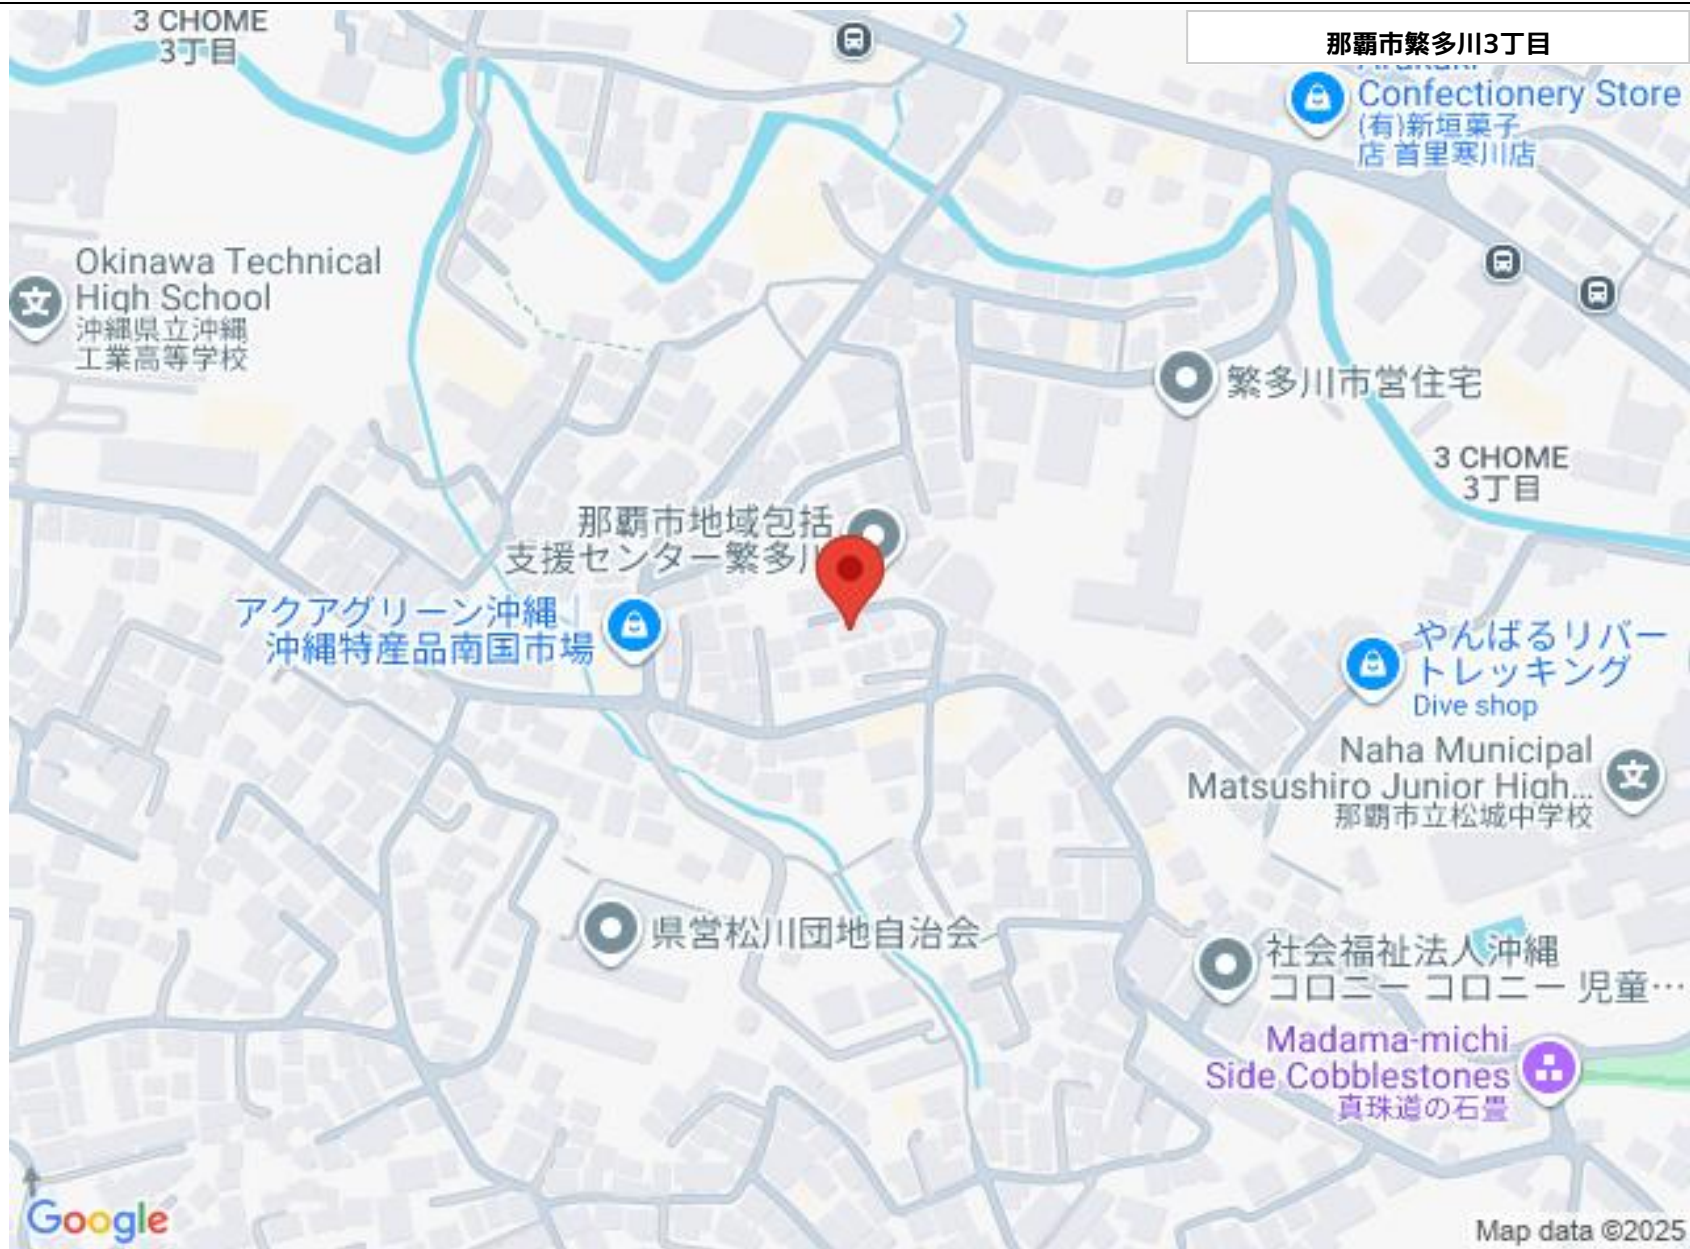 3 CHOME
3丁目
那覇市繁多川3丁目
Confectionery Store
(有)新垣菓子
店 首里寒川店
Okinawa Technical
High School
沖縄県立沖縄
工業高等学校
繁多川市営住宅
3 CHOME
3丁目
那覇市地域包括
支援センター繁多川
アクアグリーン沖縄 |
沖縄特産品南国市場
やんばるリバー
トレッキング
Dive shop
Naha Municipal
Matsushiro Junior High...
那覇市立松城中学校
県営松川団地自治会
社会福祉法人沖縄
コロニー コロニー 児童…
Madama-michi
Side Cobblestones
真珠道の石畳
Google
Map data ©2025